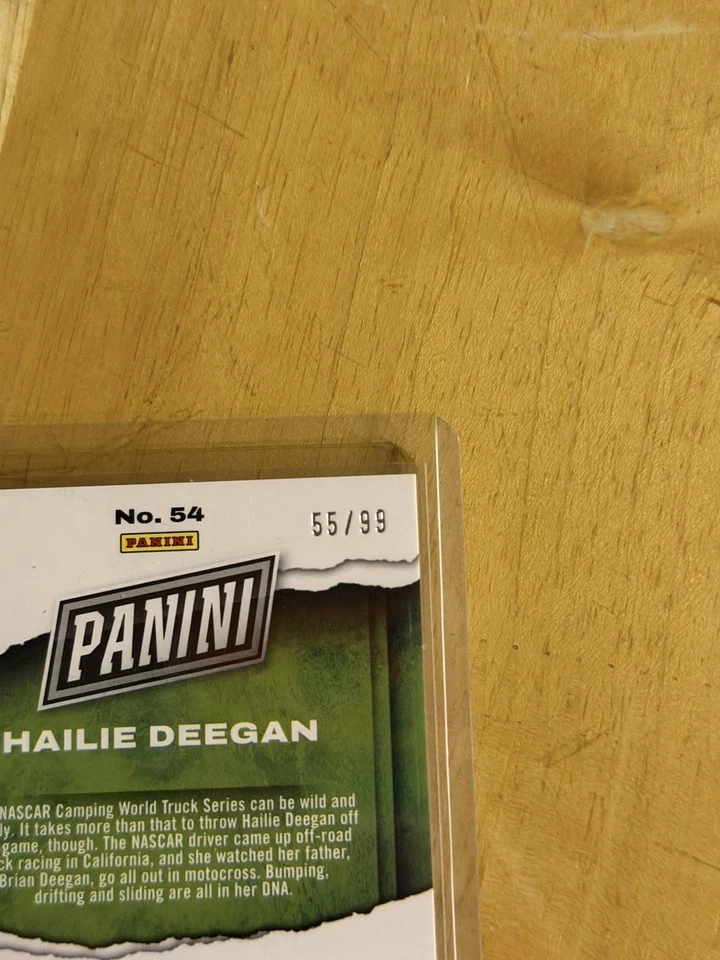 No. 54
55/99
PANINI
PANINI
HAILIE DEEGAN
NASCAR Camping World Truck Series can be wild and
ly. It takes more than that to throw Hailie Deegan off
game, though. The NASCAR driver came up off-road
ck racing in California, and she watched her father,
Brian Deegan, go all out in motocross. Bumping,
drifting and sliding are all in her DNA.